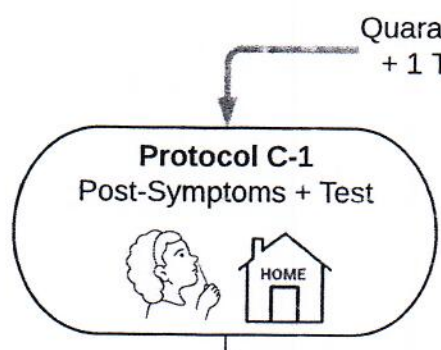 Quara
+ 1 T
Protocol C-1
Post-Symptoms + Test
HOME